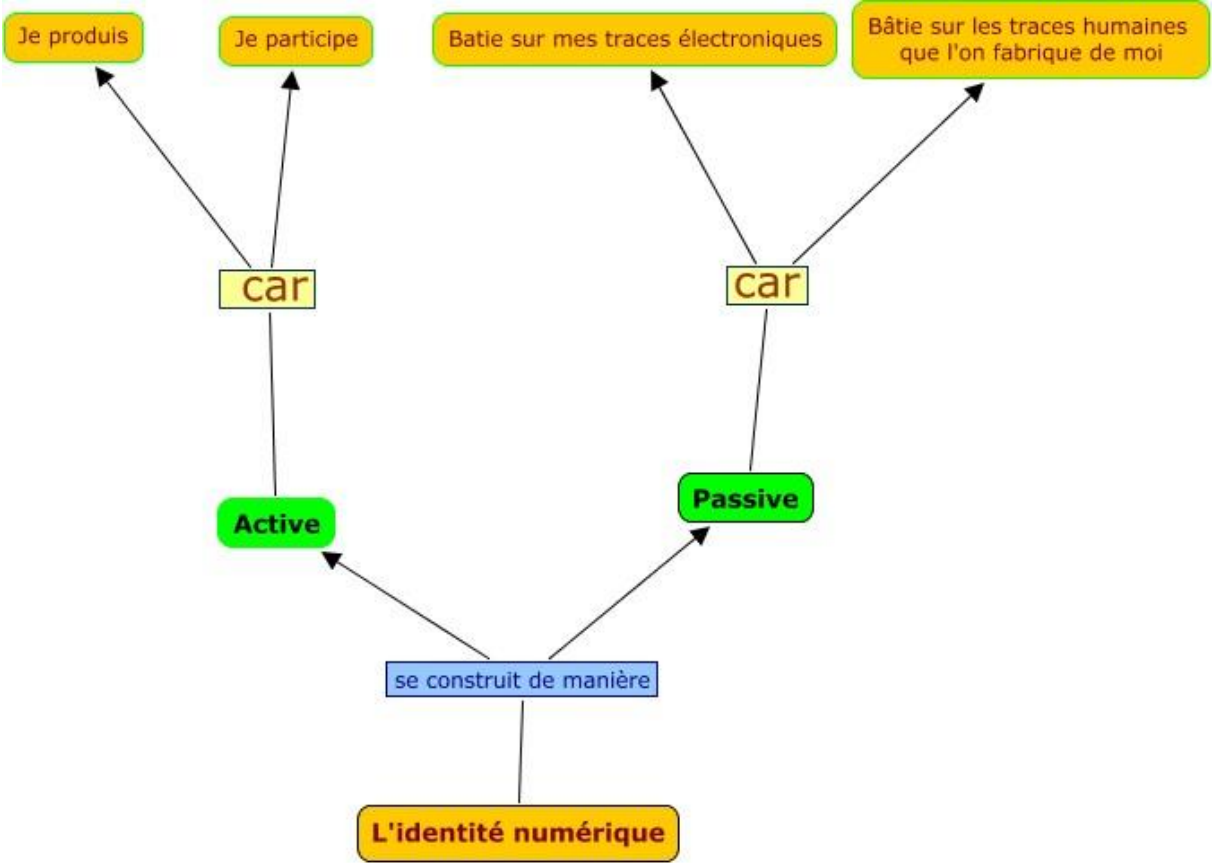 Je produis
Je participe
Batie sur mes traces électroniques
Bâtie sur les traces humaines
que l'on fabrique de moi
car
car
Active
Passive
se construit de manière
L'identité numérique